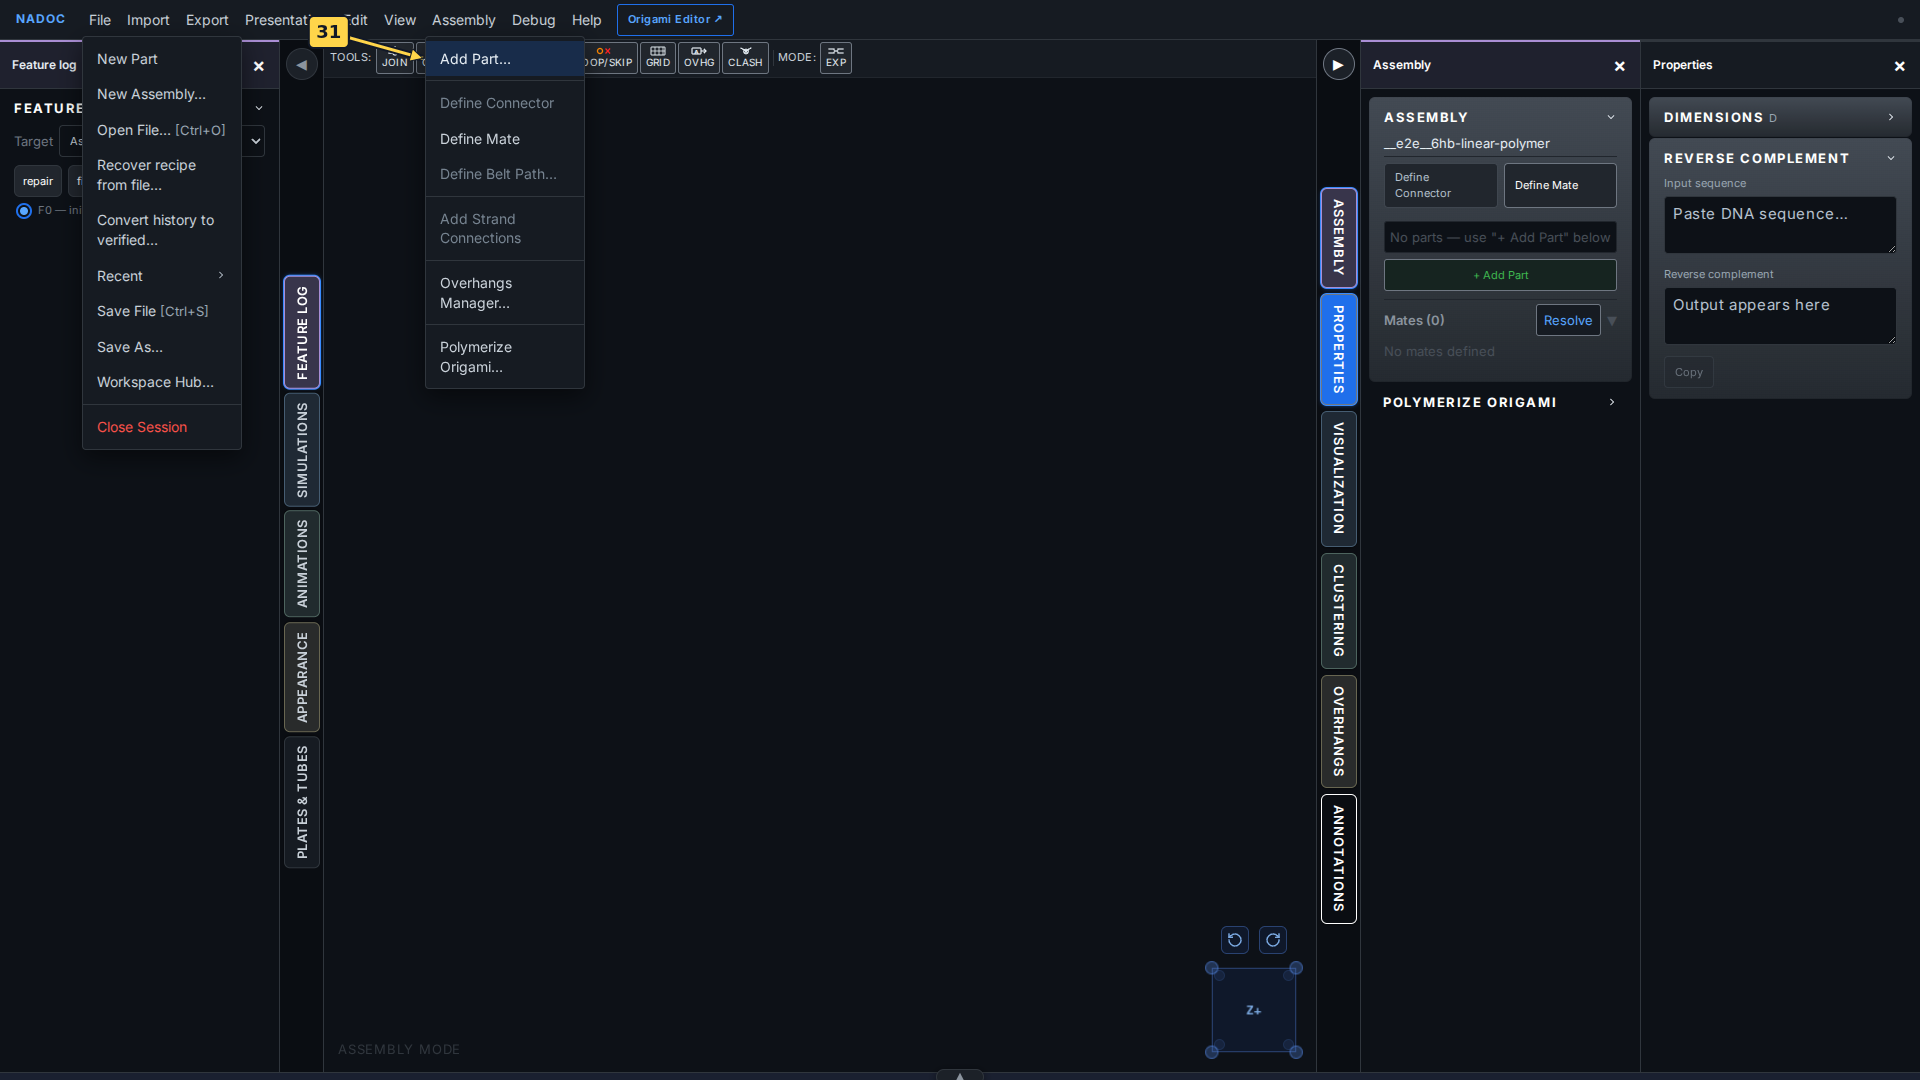 NADOC File Import Export Edit View Assembly Debug Help Origami Editor ↗
31
Feature log
New Part
New Assembly...
Open File... [Ctrl+O]
Recover recipe
from file...
Convert history to
verified...
Recent
Save File [Ctrl+S]
Save As...
Workspace Hub...
Close Session
Target
repair
F0
FEATURE LOG
SIMULATIONS
ANIMATIONS
APPEARANCE
PLATES & TUBES
TOOLS: JOIN GRID OVHG CLASH MODE: EXP
Add Part...
Define Connector
Define Mate
Define Belt Path...
Add Strand
Connections
Overhangs
Manager...
Polymerize
Origami...
ASSEMBLY MODE
Z+
ASSEMBLY
PROPERTIES
VISUALIZATION
CLUSTERING
OVERHANGS
ANNOTATIONS
Assembly
ASSEMBLY
__e2e__6hb-linear-polymer
Define
Connector
Define Mate
No parts — use "+ Add Part" below
+ Add Part
Mates (0) Resolve
No mates defined
POLYMERIZE ORIGAMI
Properties
DIMENSIONS D
REVERSE COMPLEMENT
Input sequence
Paste DNA sequence...
Reverse complement
Output appears here
Copy